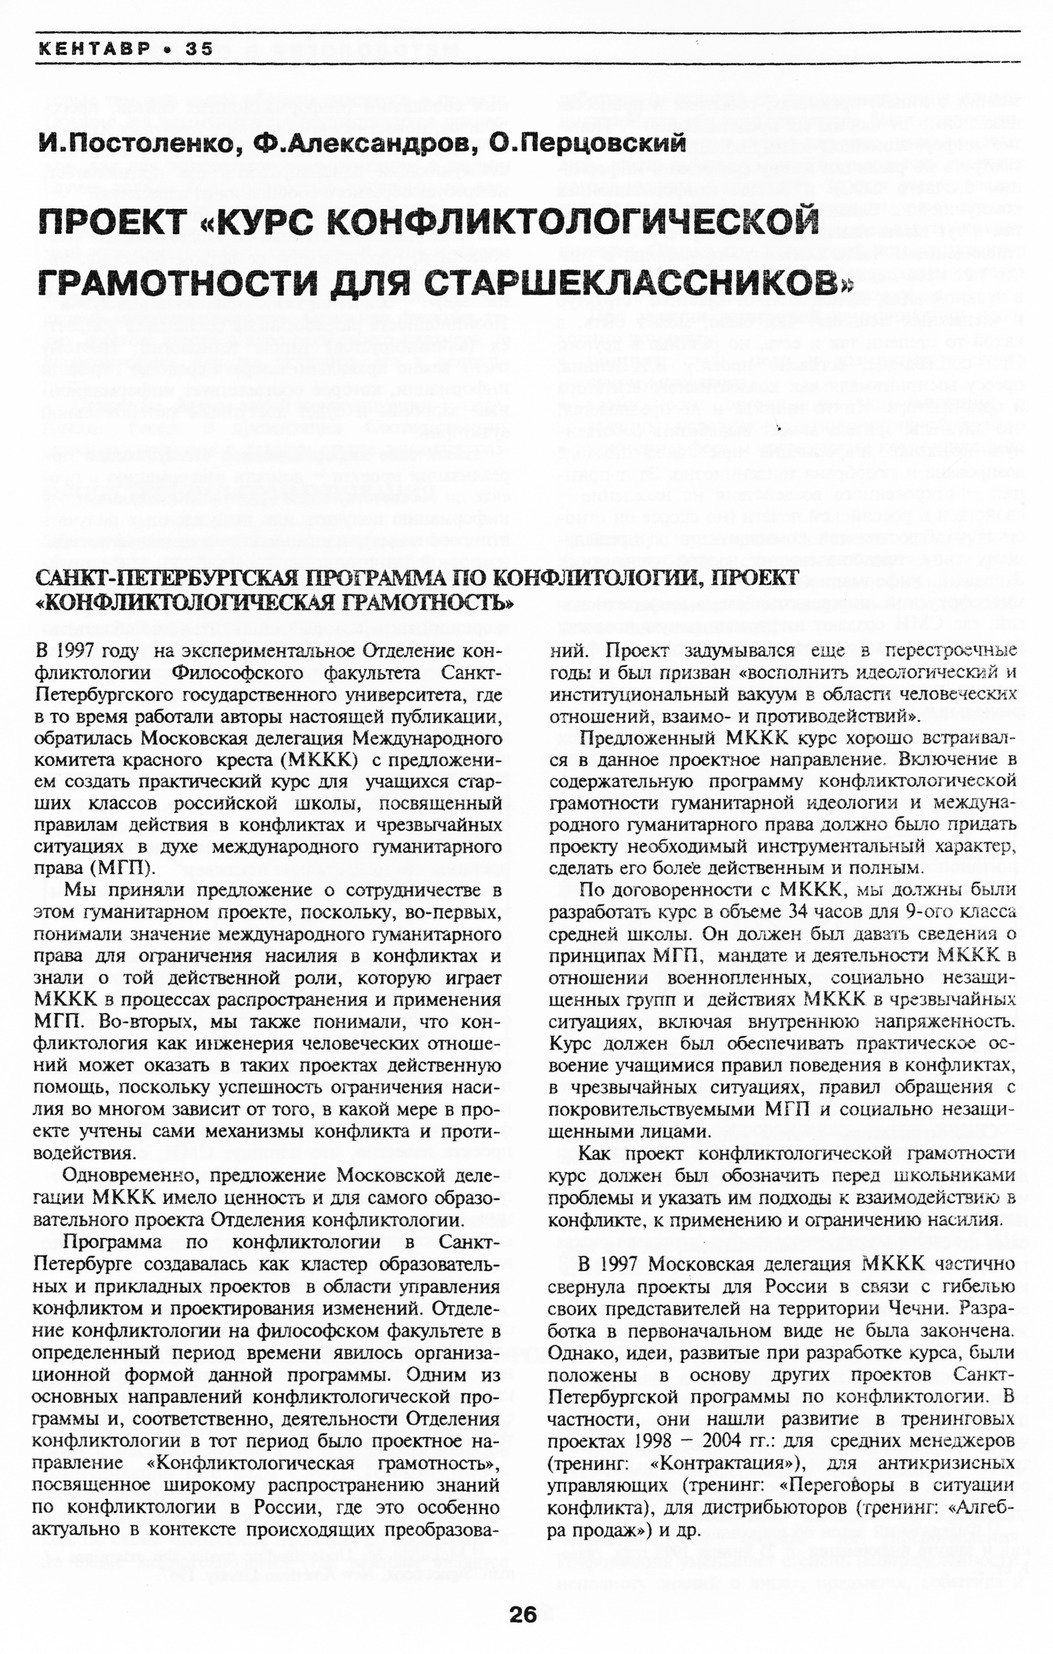 КЕНТАВР • 35
И.Постоленко, Ф.Александров, О.Перцовский
ПРОЕКТ «КУРС КОНФЛИКТОЛОГИЧЕСКОЙ
ГРАМОТНОСТИ ДЛЯ СТАРШЕКЛАССНИКОВ»
САНКТ-ПЕТЕРБУРГСКАЯ ПРОГРАММА ПО КОНФЛИТОЛОГИИ, ПРОЕКТ
«КОНФЛИКТОЛОГИЧЕСКАЯ ГРАМОТНОСТЬ»
В 1997 году на экспериментальное Отделение кон-
фликтологии Философского факультета Санкт-
Петербургского государственного университета, где
в то время работали авторы настоящей публикации,
обратилась Московская делегация Международного
комитета красного креста (МККК) с предложени-
ем создать практический курс для учащихся стар-
ших классов российской школы, посвященный
правилам действия в конфликтах и чрезвычайных
ситуациях в духе международного гуманитарного
права (МГП).
Мы приняли предложение о сотрудничестве в
этом гуманитарном проекте, поскольку, во-первых,
понимали значение международного гуманитарного
права для ограничения насилия в конфликтах и
знали о той действенной роли, которую играет
МККК в процессах распространения и применения
МГП. Во-вторых, мы также понимали, что кон-
фликтология как инженерия человеческих отноше-
ний может оказать в таких проектах действенную
помощь, поскольку успешность ограничения наси-
лия во многом зависит от того, в какой мере в про-
екте учтены сами механизмы конфликта и проти-
водействия.
Одновременно, предложение Московской деле-
гации МККК имело ценность и для самого образо-
вательного проекта Отделения конфликтологии.
Программа по конфликтологии в Санкт-
Петербурге создавалась как кластер образователь-
ных и прикладных проектов в области управления
конфликтом и проектирования изменений. Отделе-
ние конфликтологии на философском факультете в
определенный период времени явилось организа-
ционной формой данной программы. Одним из
основных направлений конфликтологической про-
граммы и, соответственно, деятельности Отделения
конфликтологии в тот период было проектное на-
правление «Конфликтологическая грамотность»,
посвященное широкому распространению знаний
по конфликтологии в России, где это особенно
актуально в контексте происходящих преобразова-
ний. Проект задумывался еще в перестроечные
годы и был призван «восполнить идеологический и
институциональный вакуум в области человеческих
отношений, взаимо- и противодействий».
Предложенный МККК курс хорошо встраивал-
ся в данное проектное направление. Включение в
содержательную программу конфликтологической
грамотности гуманитарной идеологии и междуна-
родного гуманитарного права должно было придать
проекту необходимый инструментальный характер,
сделать его более действенным и полным.
По договоренности с МККК, мы должны были
разработать курс в объеме 34 часов для 9-ого класса
средней школы. Он должен был давать сведения о
принципах МГП, мандате и деятельности МККК в
отношении военнопленных, социально незащи-
щенных групп и действиях МККК в чрезвычайных
ситуациях, включая внутреннюю напряженность.
Курс должен был обеспечивать практическое ос-
воение учащимися правил поведения в конфликтах,
в чрезвычайных ситуациях, правил обращения с
покровительствуемыми МГП и социально незащи-
щенными лицами.
Как проект конфликтологической грамотности
курс должен был обозначить перед школьниками
проблемы и указать им подходы к взаимодействию в
конфликте, к применению и ограничению насилия.
В 1997 Московская делегация МККК частично
свернула проекты для России в связи с гибелью
своих представителей на территории Чечни. Разра-
ботка в первоначальном виде не была закончена.
Однако, идеи, развитые при разработке курса, были
положены в основу других проектов Санкт-
Петербургской программы по конфликтологии. В
частности, они нашли развитие в тренинговых
проектах 1998 – 2004 гг.: для средних менеджеров
(тренинг: «Контрактация»), для антикризисных
управляющих (тренинг: «Переговоры в ситуации
конфликта), для дистрибьюторов (тренинг: «Алгеб-
ра продаж») и др.
26